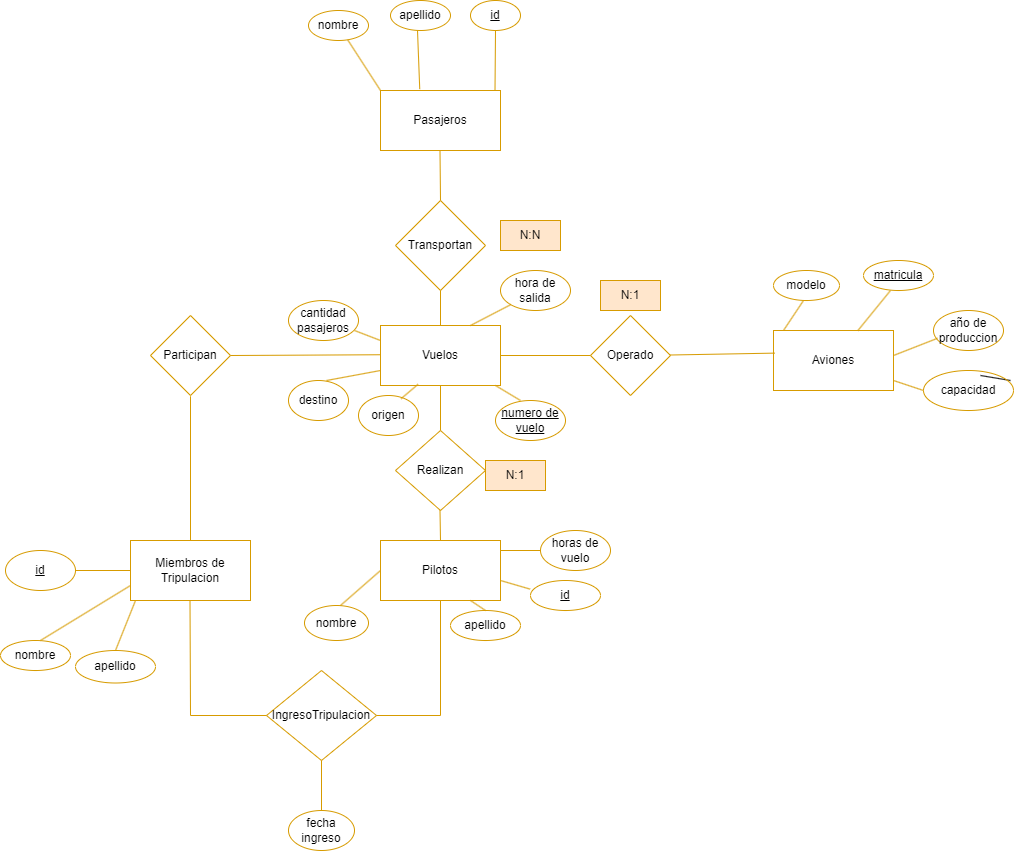 nombre
apellido
id
Pasajeros
Transportan
N:N
hora de
salida
N:1
modelo
matricula
cantidad
pasajeros
año de
produccion
Participan
Vuelos
Operado
Aviones
capacidad
destino
origen
numero de
vuelo
Realizan
N:1
horas de
vuelo
id
Miembros de
Tripulacion
Pilotos
id
nombre
apellido
nombre
apellido
IngresoTripulacion
fecha
ingreso